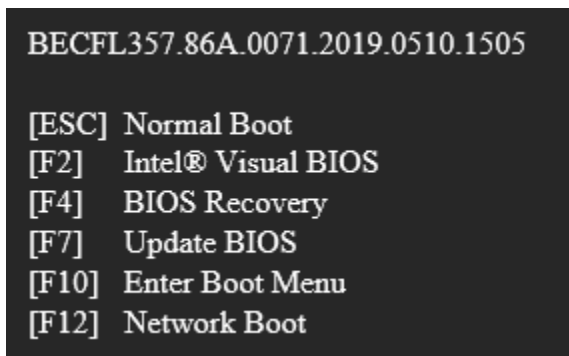 BECFL357.86A.0071.2019.0510.1505
[ESC] Normal Boot
[F2] Intel® Visual BIOS
[F4] BIOS Recovery
[F7] Update BIOS
[F10] Enter Boot Menu
[F12] Network Boot